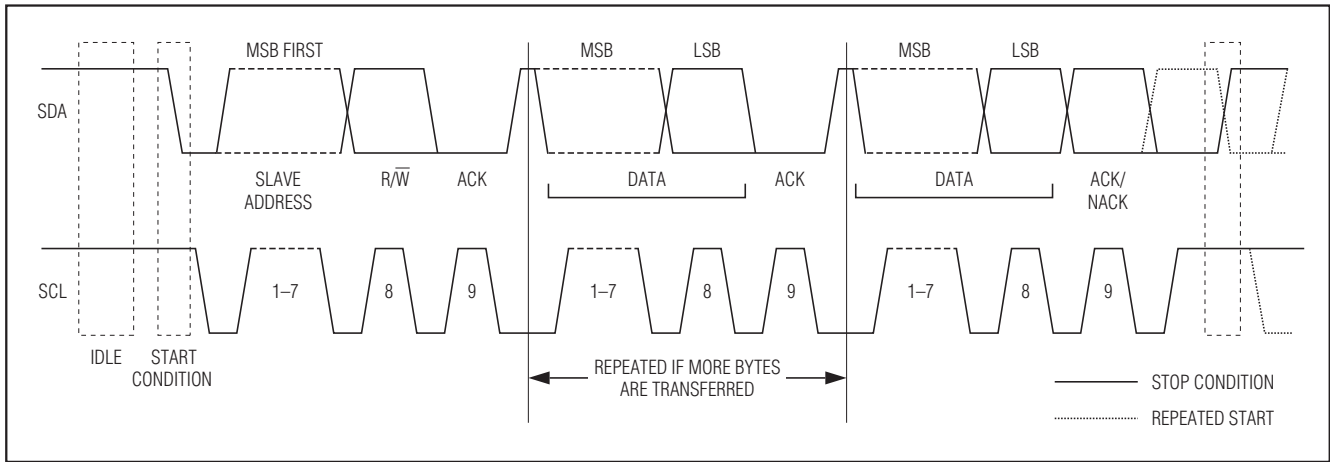 MSB FIRST
MSB
LSB
MSB
LSB
SDA
SLAVE
ADDRESS
R/W̅
ACK
DATA
ACK
DATA
ACK/
NACK
SCL
1–7
8
9
1–7
8
9
1–7
8
9
IDLE
START
CONDITION
REPEATED IF MORE BYTES
ARE TRANSFERRED
STOP CONDITION
REPEATED START